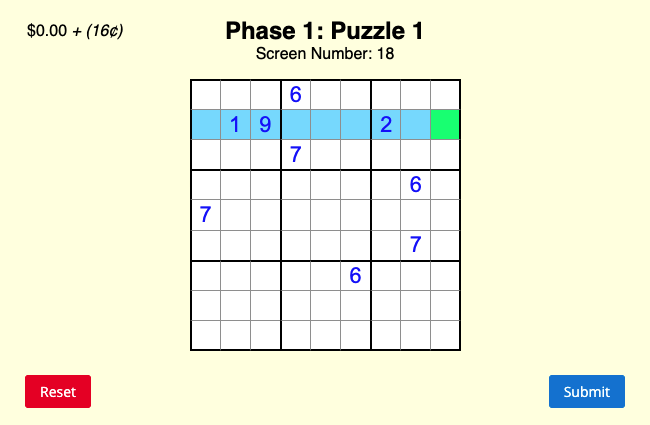 $0.00 + (16¢)
Phase 1: Puzzle 1
Screen Number: 18
6
1 9 2
7
6
7
7
6
Reset
Submit